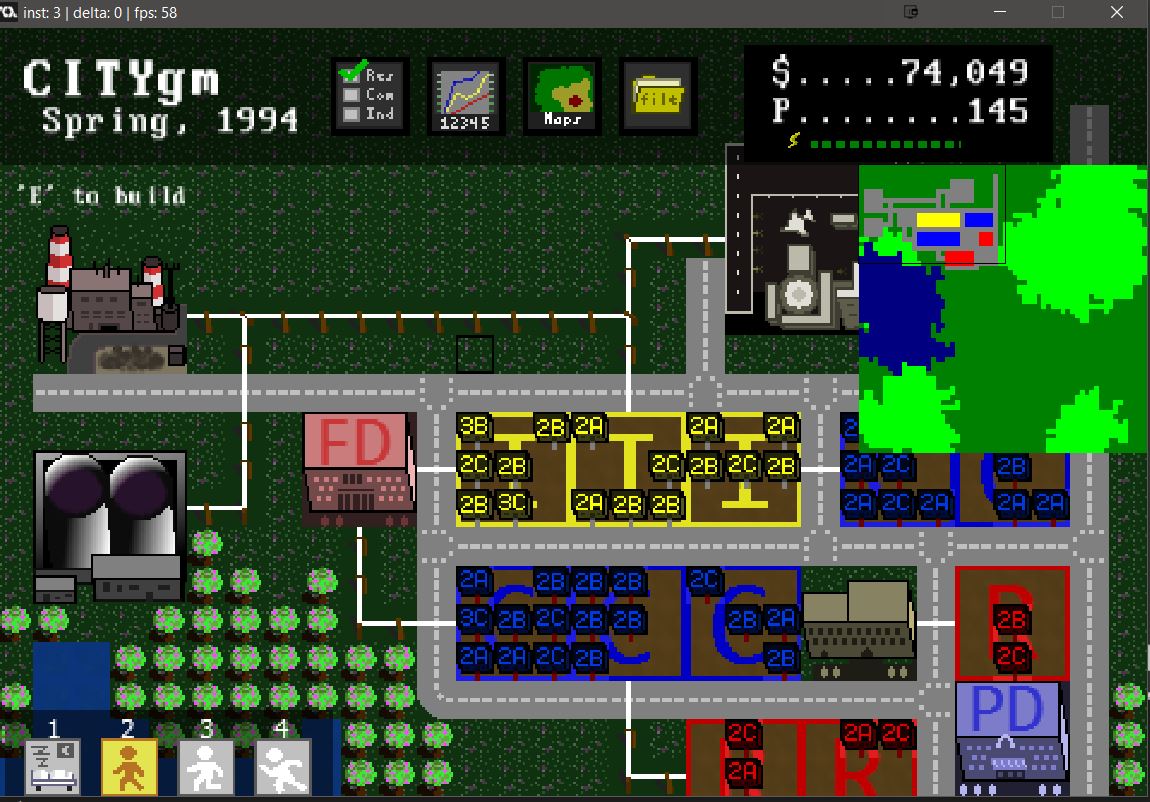 inst: 3 | delta: 0 | fps: 58
CITYgm
Spring, 1994
Res
Com
Ind
12345
Maps
filt
$.....74,049
P........145
'E' to build
FD
3B 2B 2A 2A 2A
2C 2B 2C 2B 2C 2B
2B 3C 2A 2B 2B
I I I
2A 2C 2B
2A 2C 2A 2A 2A
2A 2B 2B 2B 2C
3C 2B 2B 2B 2B 2B 2A
2A 2A 2C 2B 2B
C C
R
2B
2C
PD
1 2 3 4
2C 2A 2C
2A
R